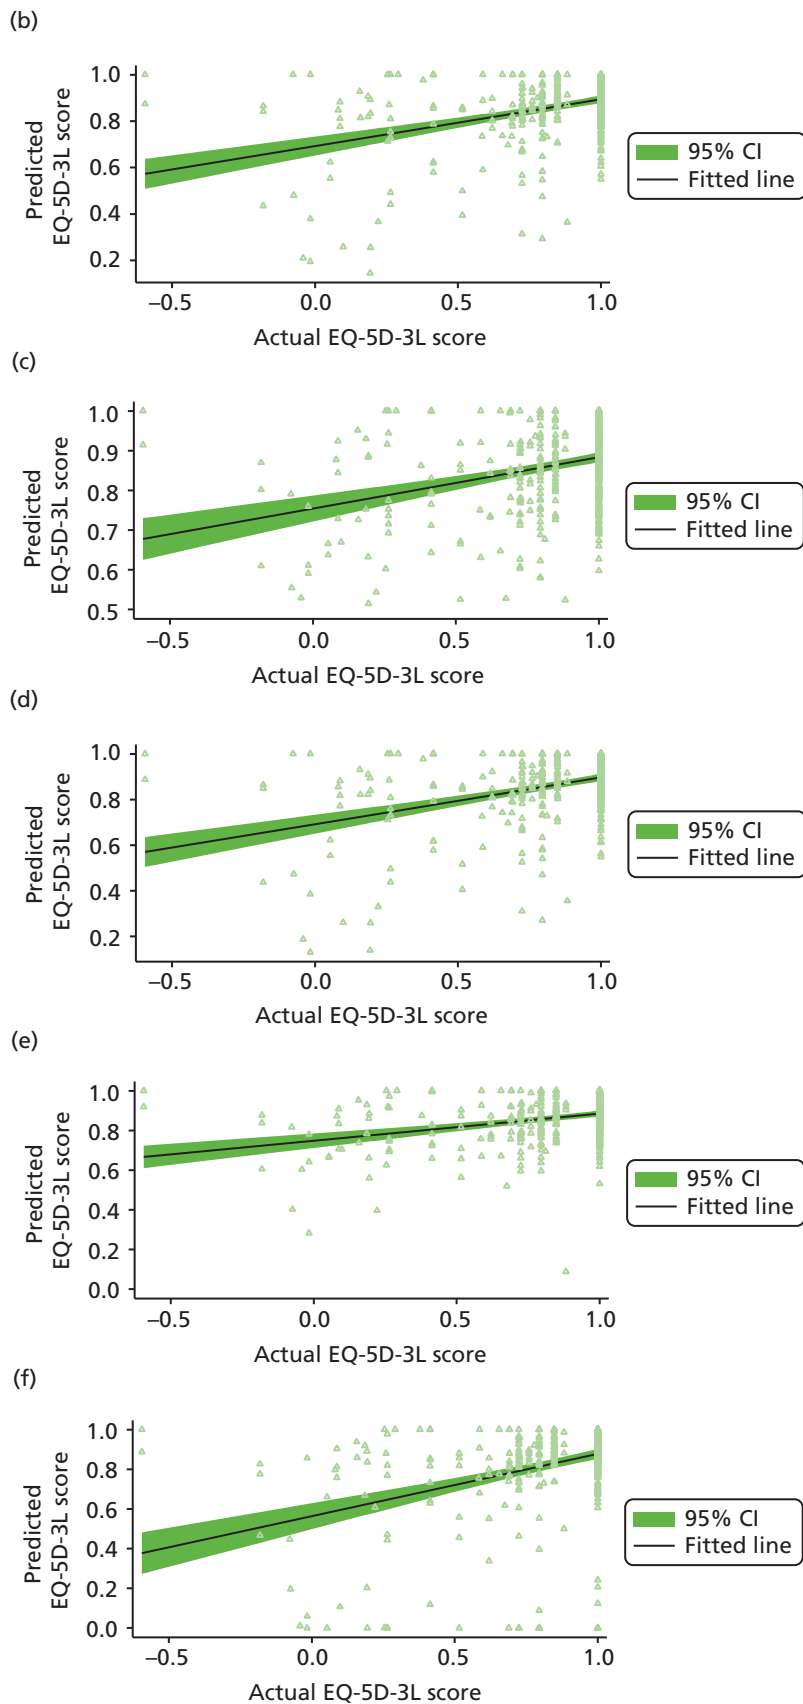 (b)
1.0
0.8
0.6
0.4
0.2
Predicted
EQ-5D-3L score
−0.5 0.0 0.5 1.0
Actual EQ-5D-3L score
95% CI
Fitted line
(c)
1.0
0.9
0.8
0.7
0.6
0.5
Predicted
EQ-5D-3L score
−0.5 0.0 0.5 1.0
Actual EQ-5D-3L score
95% CI
Fitted line
(d)
1.0
0.8
0.6
0.4
0.2
Predicted
EQ-5D-3L score
−0.5 0.0 0.5 1.0
Actual EQ-5D-3L score
95% CI
Fitted line
(e)
1.0
0.8
0.6
0.4
0.2
0.0
Predicted
EQ-5D-3L score
−0.5 0.0 0.5 1.0
Actual EQ-5D-3L score
95% CI
Fitted line
(f)
1.0
0.8
0.6
0.4
0.2
0.0
Predicted
EQ-5D-3L score
−0.5 0.0 0.5 1.0
Actual EQ-5D-3L score
95% CI
Fitted line